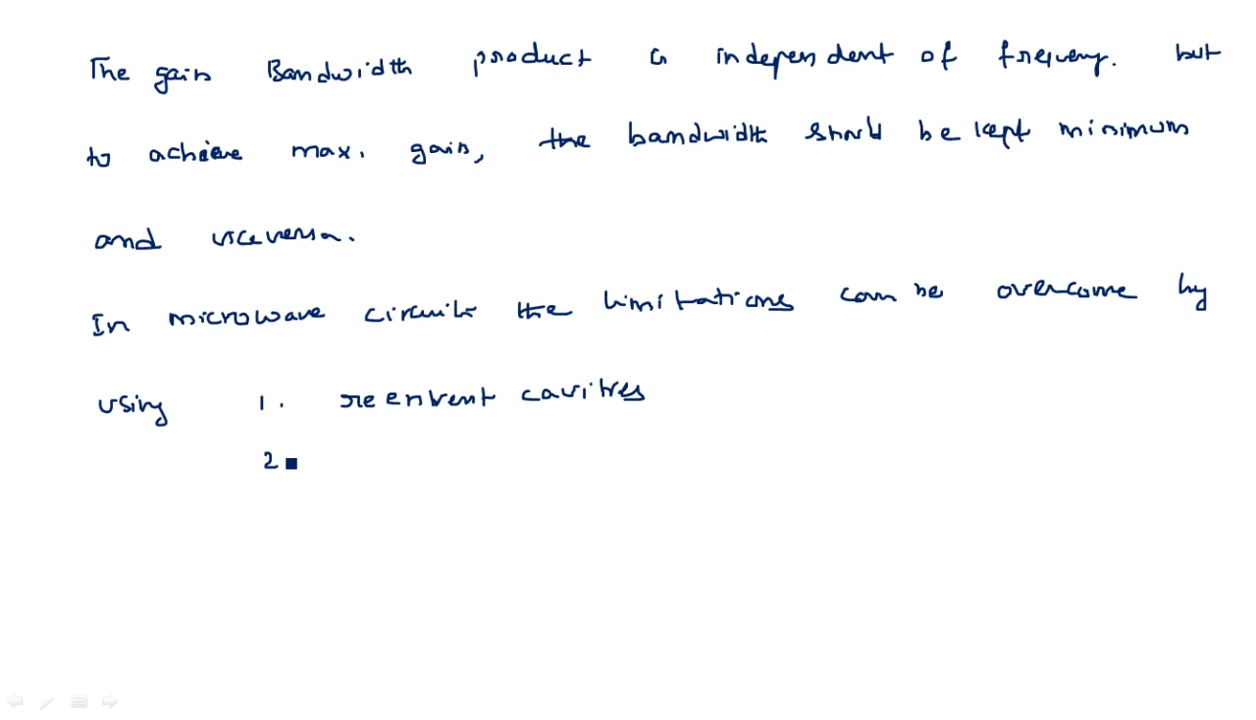 The gain Bandwidth product is independent of frequency. but
to achieve max. gain, the bandwidth should be kept minimum
and viceversa.
In microwave circuits the limitations can be overcome by
using 1. reentrent cavities
2.